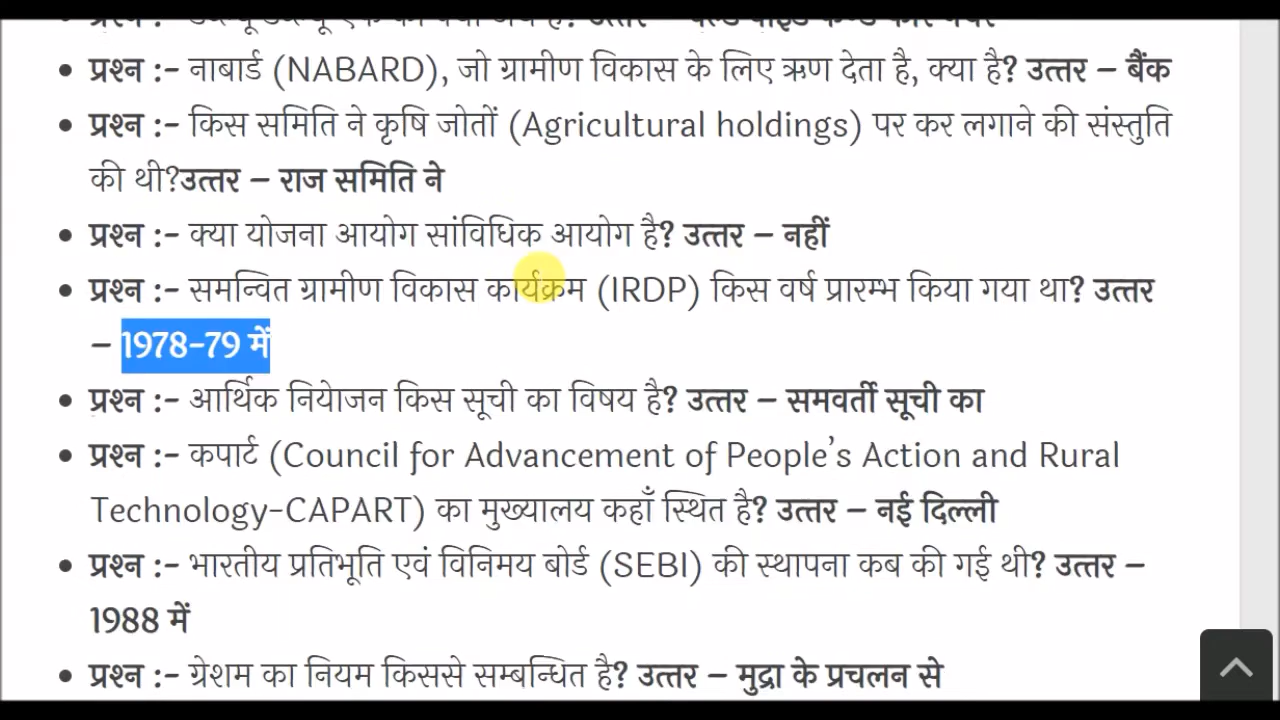 • प्रश्न :- नाबार्ड (NABARD), जो ग्रामीण विकास के लिए ऋण देता है, क्या है? उत्तर – बैंक
• प्रश्न :- किस समिति ने कृषि जोतों (Agricultural holdings) पर कर लगाने की संस्तुति
की थी?उत्तर – राज समिति ने
• प्रश्न :- क्या योजना आयोग सांविधिक आयोग है? उत्तर – नहीं
• प्रश्न :- समन्वित ग्रामीण विकास कार्यक्रम (IRDP) किस वर्ष प्रारम्भ किया गया था? उत्तर
– 1978-79 में
• प्रश्न :- आर्थिक नियेाजन किस सूची का विषय है? उत्तर – समवर्ती सूची का
• प्रश्न :- कपार्ट (Council for Advancement of People’s Action and Rural
Technology-CAPART) का मुख्यालय कहाँ स्थित है? उत्तर – नई दिल्ली
• प्रश्न :- भारतीय प्रतिभूति एवं विनिमय बोर्ड (SEBI) की स्थापना कब की गई थी? उत्तर –
1988 में
• प्रश्न :- ग्रेशम का नियम किससे सम्बन्धित है? उत्तर – मुद्रा के प्रचलन से